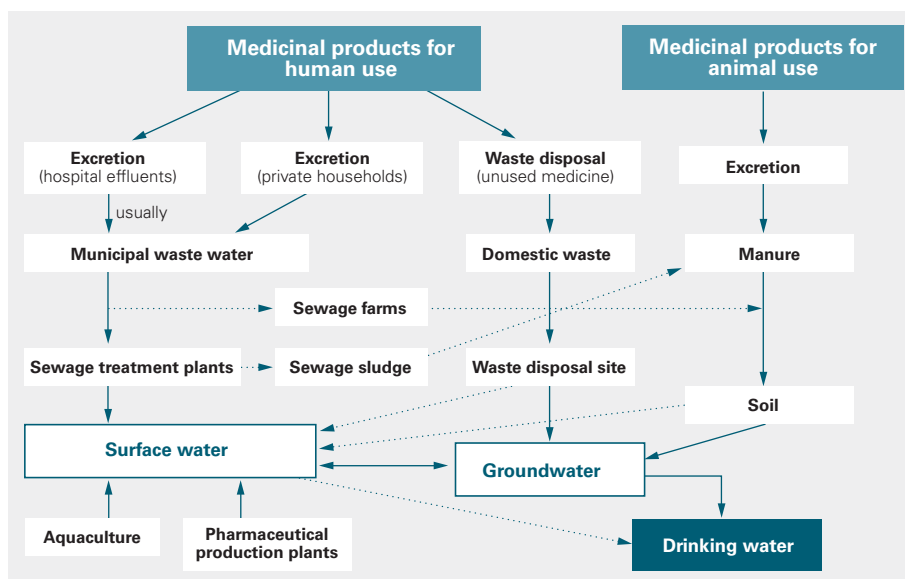 Medicinal products for
human use
Medicinal products for
animal use
Excretion
(hospital effluents)
Excretion
(private households)
Waste disposal
(unused medicine)
Excretion
usually
Municipal waste water
Domestic waste
Manure
Sewage farms
Sewage treatment plants
Sewage sludge
Waste disposal site
Soil
Surface water
Groundwater
Aquaculture
Pharmaceutical
production plants
Drinking water